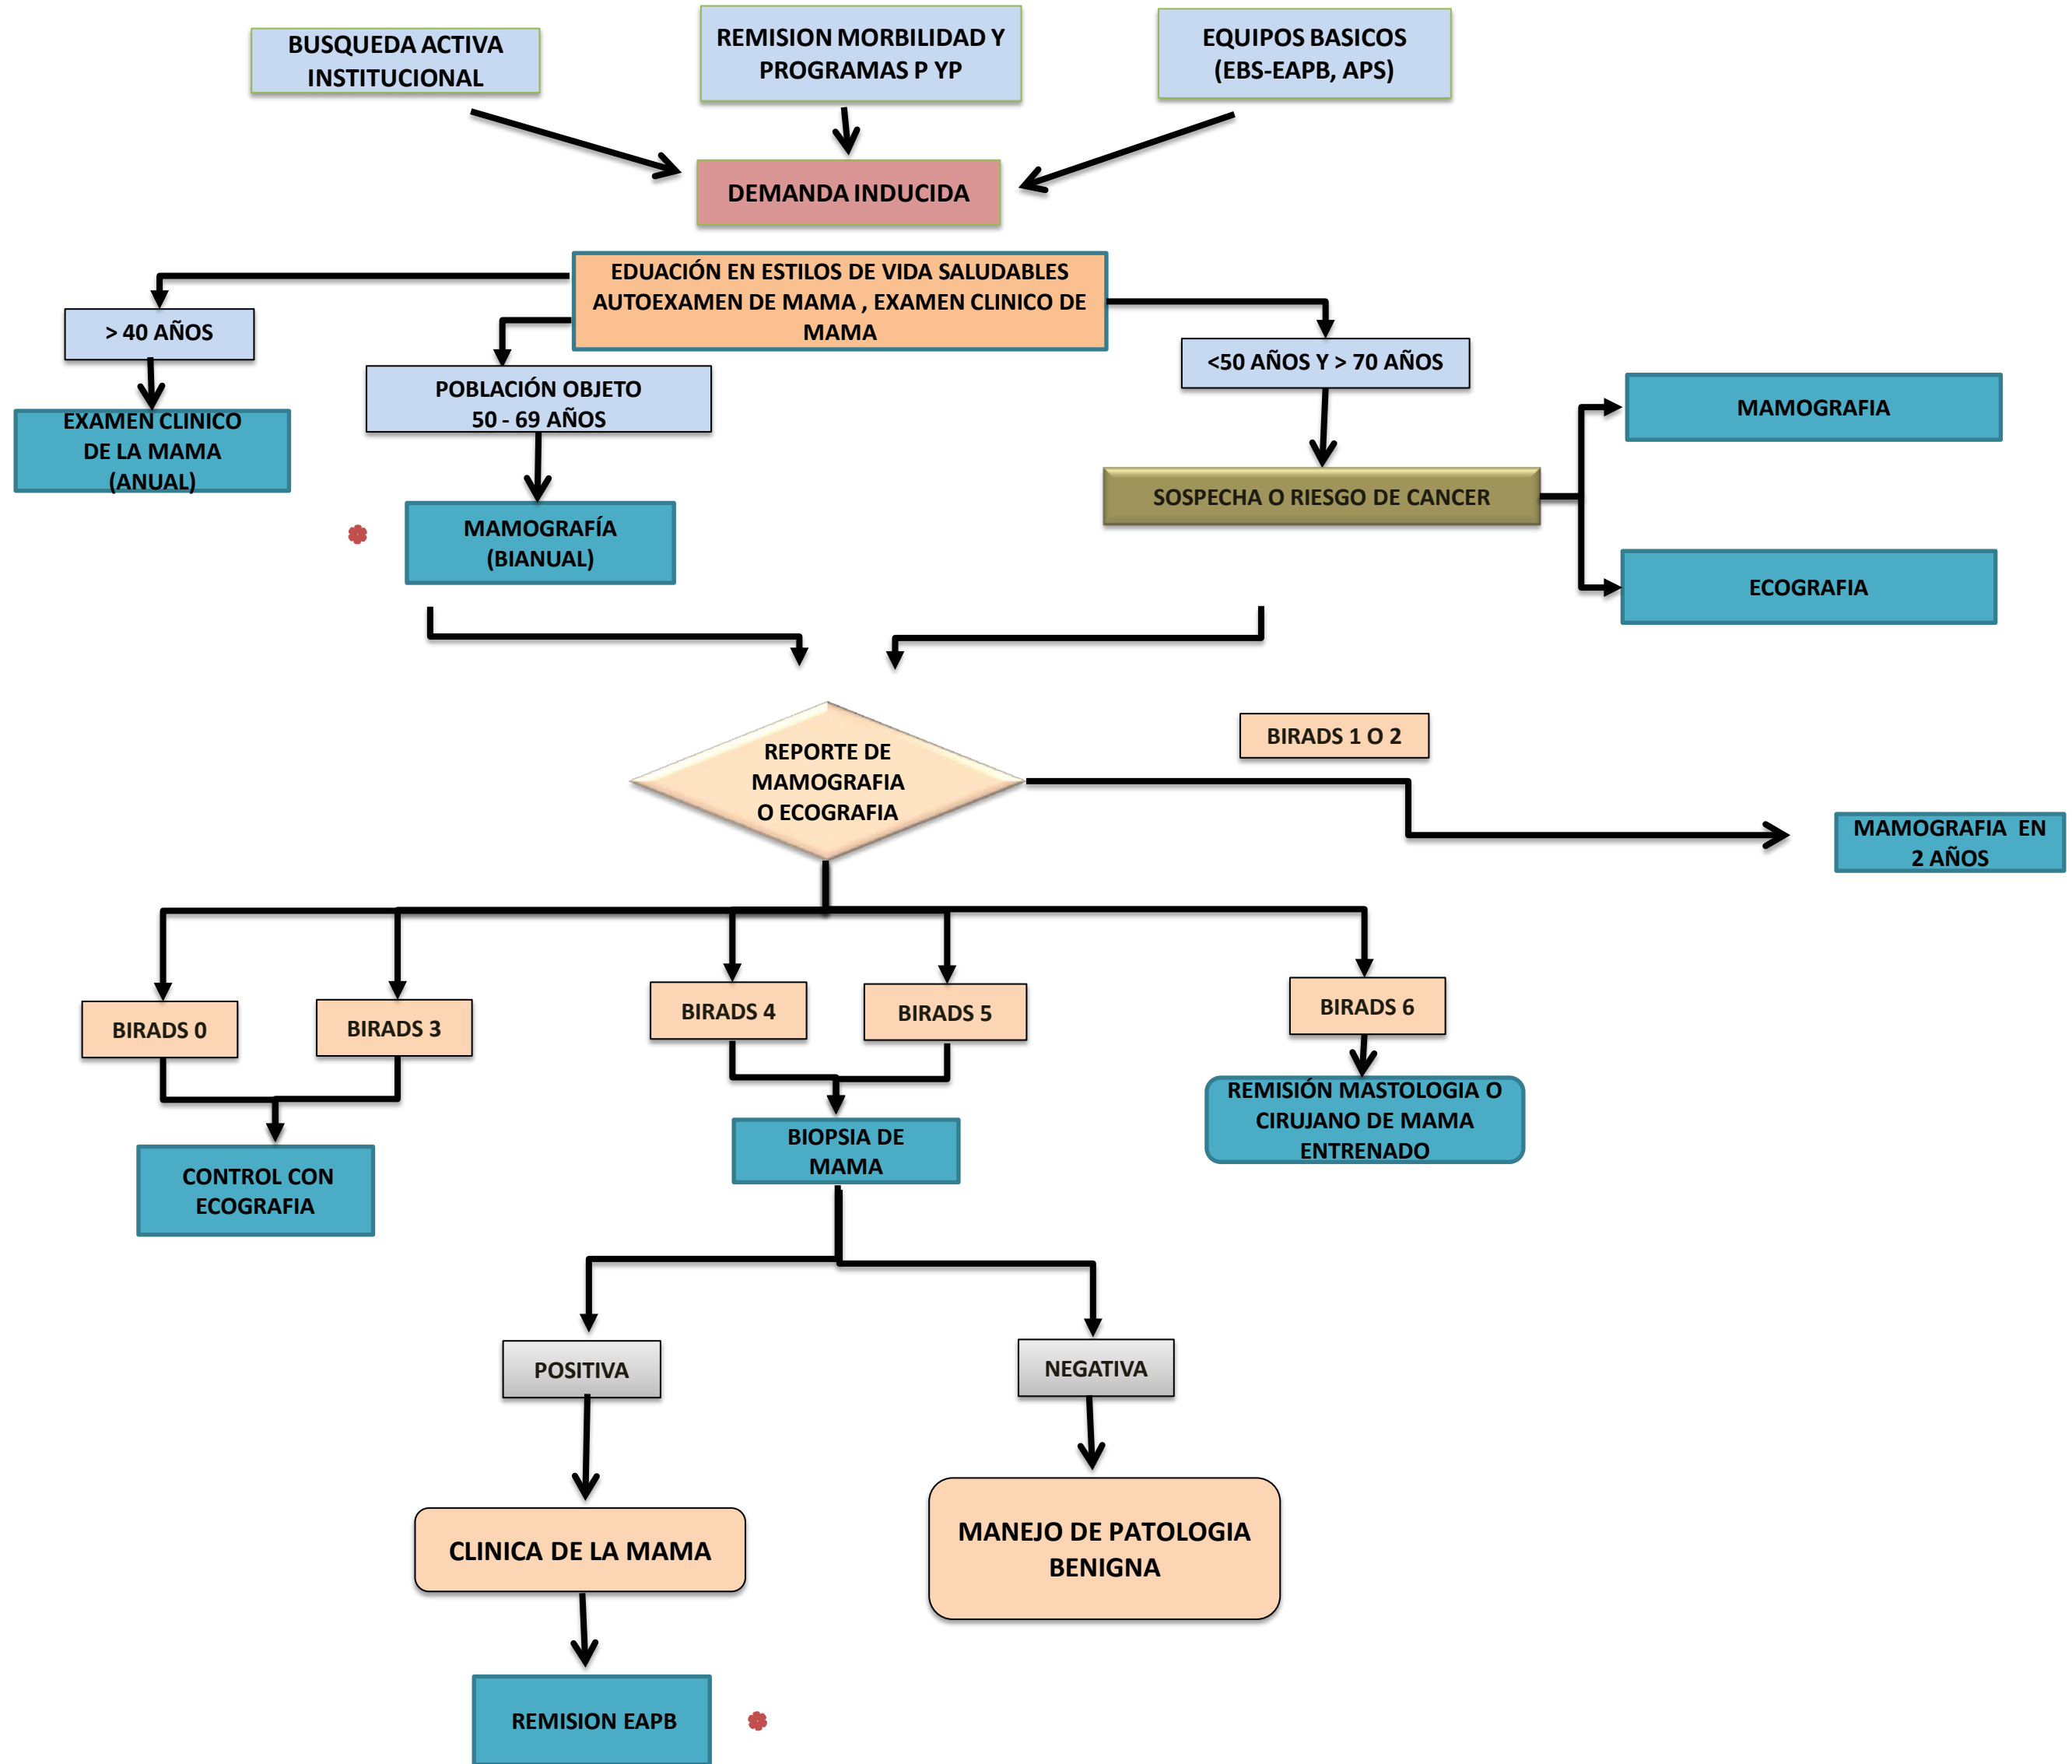 BUSQUEDA ACTIVA
INSTITUCIONAL
REMISION MORBILIDAD Y
PROGRAMAS P YP
EQUIPOS BASICOS
(EBS-EAPB, APS)
DEMANDA INDUCIDA
EDUACIÓN EN ESTILOS DE VIDA SALUDABLES
AUTOEXAMEN DE MAMA , EXAMEN CLINICO DE
MAMA
> 40 AÑOS
POBLACIÓN OBJETO
50 - 69 AÑOS
<50 AÑOS Y > 70 AÑOS
EXAMEN CLINICO
DE LA MAMA
(ANUAL)
MAMOGRAFÍA
(BIANUAL)
SOSPECHA O RIESGO DE CANCER
MAMOGRAFIA
ECOGRAFIA
REPORTE DE
MAMOGRAFIA
O ECOGRAFIA
BIRADS 1 O 2
MAMOGRAFIA EN
2 AÑOS
BIRADS 0
BIRADS 3
BIRADS 4
BIRADS 5
BIRADS 6
CONTROL CON
ECOGRAFIA
BIOPSIA DE
MAMA
REMISIÓN MASTOLOGIA O
CIRUJANO DE MAMA
ENTRENADO
POSITIVA
NEGATIVA
CLINICA DE LA MAMA
MANEJO DE PATOLOGIA
BENIGNA
REMISION EAPB